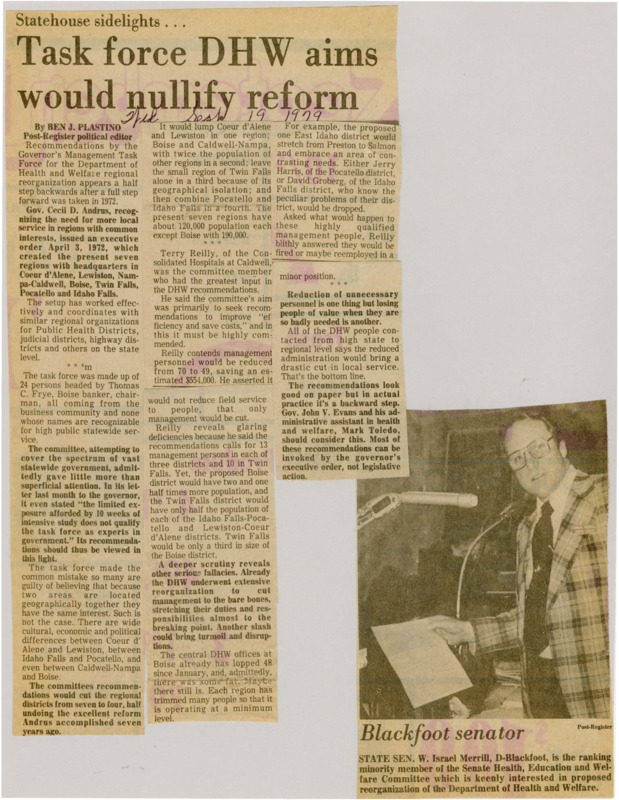 Statehouse sidelights . . .
Task force DHW aims
would nullify reform
19 1979
By BEN J. PLASTINO
Post-Register political editor
Recommendations by the
Governor's Management Task
Force for the Department of
Health and Welfare regional
reorganization appears a half
step backwards after a full step
forward was taken in 1972.
Gov. Cecil D. Andrus, recog-
nizing the need for more local
service in regions with common
interests, issued an executive
order April 3, 1972, which
created the present seven
regions with headquarters in
Coeur d'Alene, Lewiston, Nam-
pa-Caldwell, Boise, Twin Falls,
Pocatello and Idaho Falls.
The setup has worked effec-
tively and coordinates with
similar regional organizations
for Public Health Districts,
judicial districts, highway dis-
tricts and others on the state
level.
* * *m
The task force was made up of
24 persons headed by Thomas
C. Frye, Boise banker, chair-
man, all coming from the
business community and none
whose names are recognizable
for high public statewide ser-
vice.
The committee, attempting to
cover the spectrum of vast
statewide government, admit-
tedly gave little more than
superficial attention. In its let-
ter last month to the governor,
it even stated "the limited ex-
posure afforded by 10 weeks of
intensive study does not qualify
the task force as experts in
government." Its recommenda-
tions should thus be viewed in
this light.
The task force made the
common mistake so many are
guilty of believing that because
two areas are located
geographically together they
have the same interest. Such is
not the case. There are wide
cultural, economic and political
differences between Coeur d'
Alene and Lewiston, between
Idaho Falls and Pocatello, and
even between Caldwell-Nampa
and Boise.
The committees recommen-
dations would cut the regional
districts from seven to four, half
undoing the excellent reform
Andrus accomplished seven
years ago.
It would lump Coeur d'Alene
and Lewiston in one region;
Boise and Caldwell-Nampa,
with twice the population of
other regions in a second; leave
the small region of Twin Falls
alone in a third because of its
geographical isolation; and
then combine Pocatello and
Idaho Falls in a fourth. The
present seven regions have
about 120,000 population each
except Boise with 190,000.
* * *
Terry Reilly, of the Con-
solidated Hospitals at Caldwell,
was the committee member
who had the greatest input in
the DHW recommendations.
He said the committee's aim
was primarily to seek recom-
mendations to improve "ef
ficiency and save costs," and in
this it must be highly com-
mended.
Reilly contends management
personnel would be reduced
from 70 to 49, saving an es-
timated $554,000. He asserted it
would not reduce field service
to people, that only
management would be cut.
Reilly reveals glaring
deficiencies because he said the
recommendations calls for 13
management persons in each of
three districts and 10 in Twin
Falls. Yet, the proposed Boise
district would have two and one
half times more population, and
the Twin Falls district would
have only half the population of
each of the Idaho Falls-Poca-
tello and Lewiston-Coeur
d'Alene districts. Twin Falls
would be only a third in size of
the Boise district.
A deeper scrutiny reveals
other serious fallacies. Already
the DHW underwent extensive
reorganization to cut
management to the bare bones,
stretching their duties and res-
ponsibilities almost to the
breaking point. Another slash
could bring turmoil and disrup-
tions.
The central DHW offices at
Boise already has lopped 48
since January, and, admittedly,
there was some fat. Maybe
there still is. Each region has
trimmed many people so that it
is operating at a minimum
level.
For example, the proposed
one East Idaho district would
stretch from Preston to Salmon
and embrace an area of con-
trasting needs. Either Jerry
Harris, of the Pocatello district,
or David Groberg, of the Idaho
Falls district, who know the
peculiar problems of their dis-
trict, would be dropped.
Asked what would happen to
these highly qualified
management people, Reilly
blithly answered they would be
fired or maybe reemployed in a
minor position.
* * *
Reduction of unnecessary
personnel is one thing but losing
people of value when they are
so badly needed is another.
All of the DHW people con-
tacted from high state to
regional level says the reduced
administration would bring a
drastic cut in local service.
That's the bottom line.
The recommendations look
good on paper but in actual
practice it's a backward step.
Gov. John V. Evans and his ad-
ministrative assistant in health
and welfare, Mark Toledo,
should consider this. Most of
these recommendations can be
invoked by the governor's
executive order, not legislative
action.
Post-Register
Blackfoot senator
STATE SEN. W. Israel Merrill, D-Blackfoot, is the ranking
minority member of the Senate Health, Education and Wel-
fare Committee which is keenly interested in proposed
reorganization of the Department of Health and Welfare.